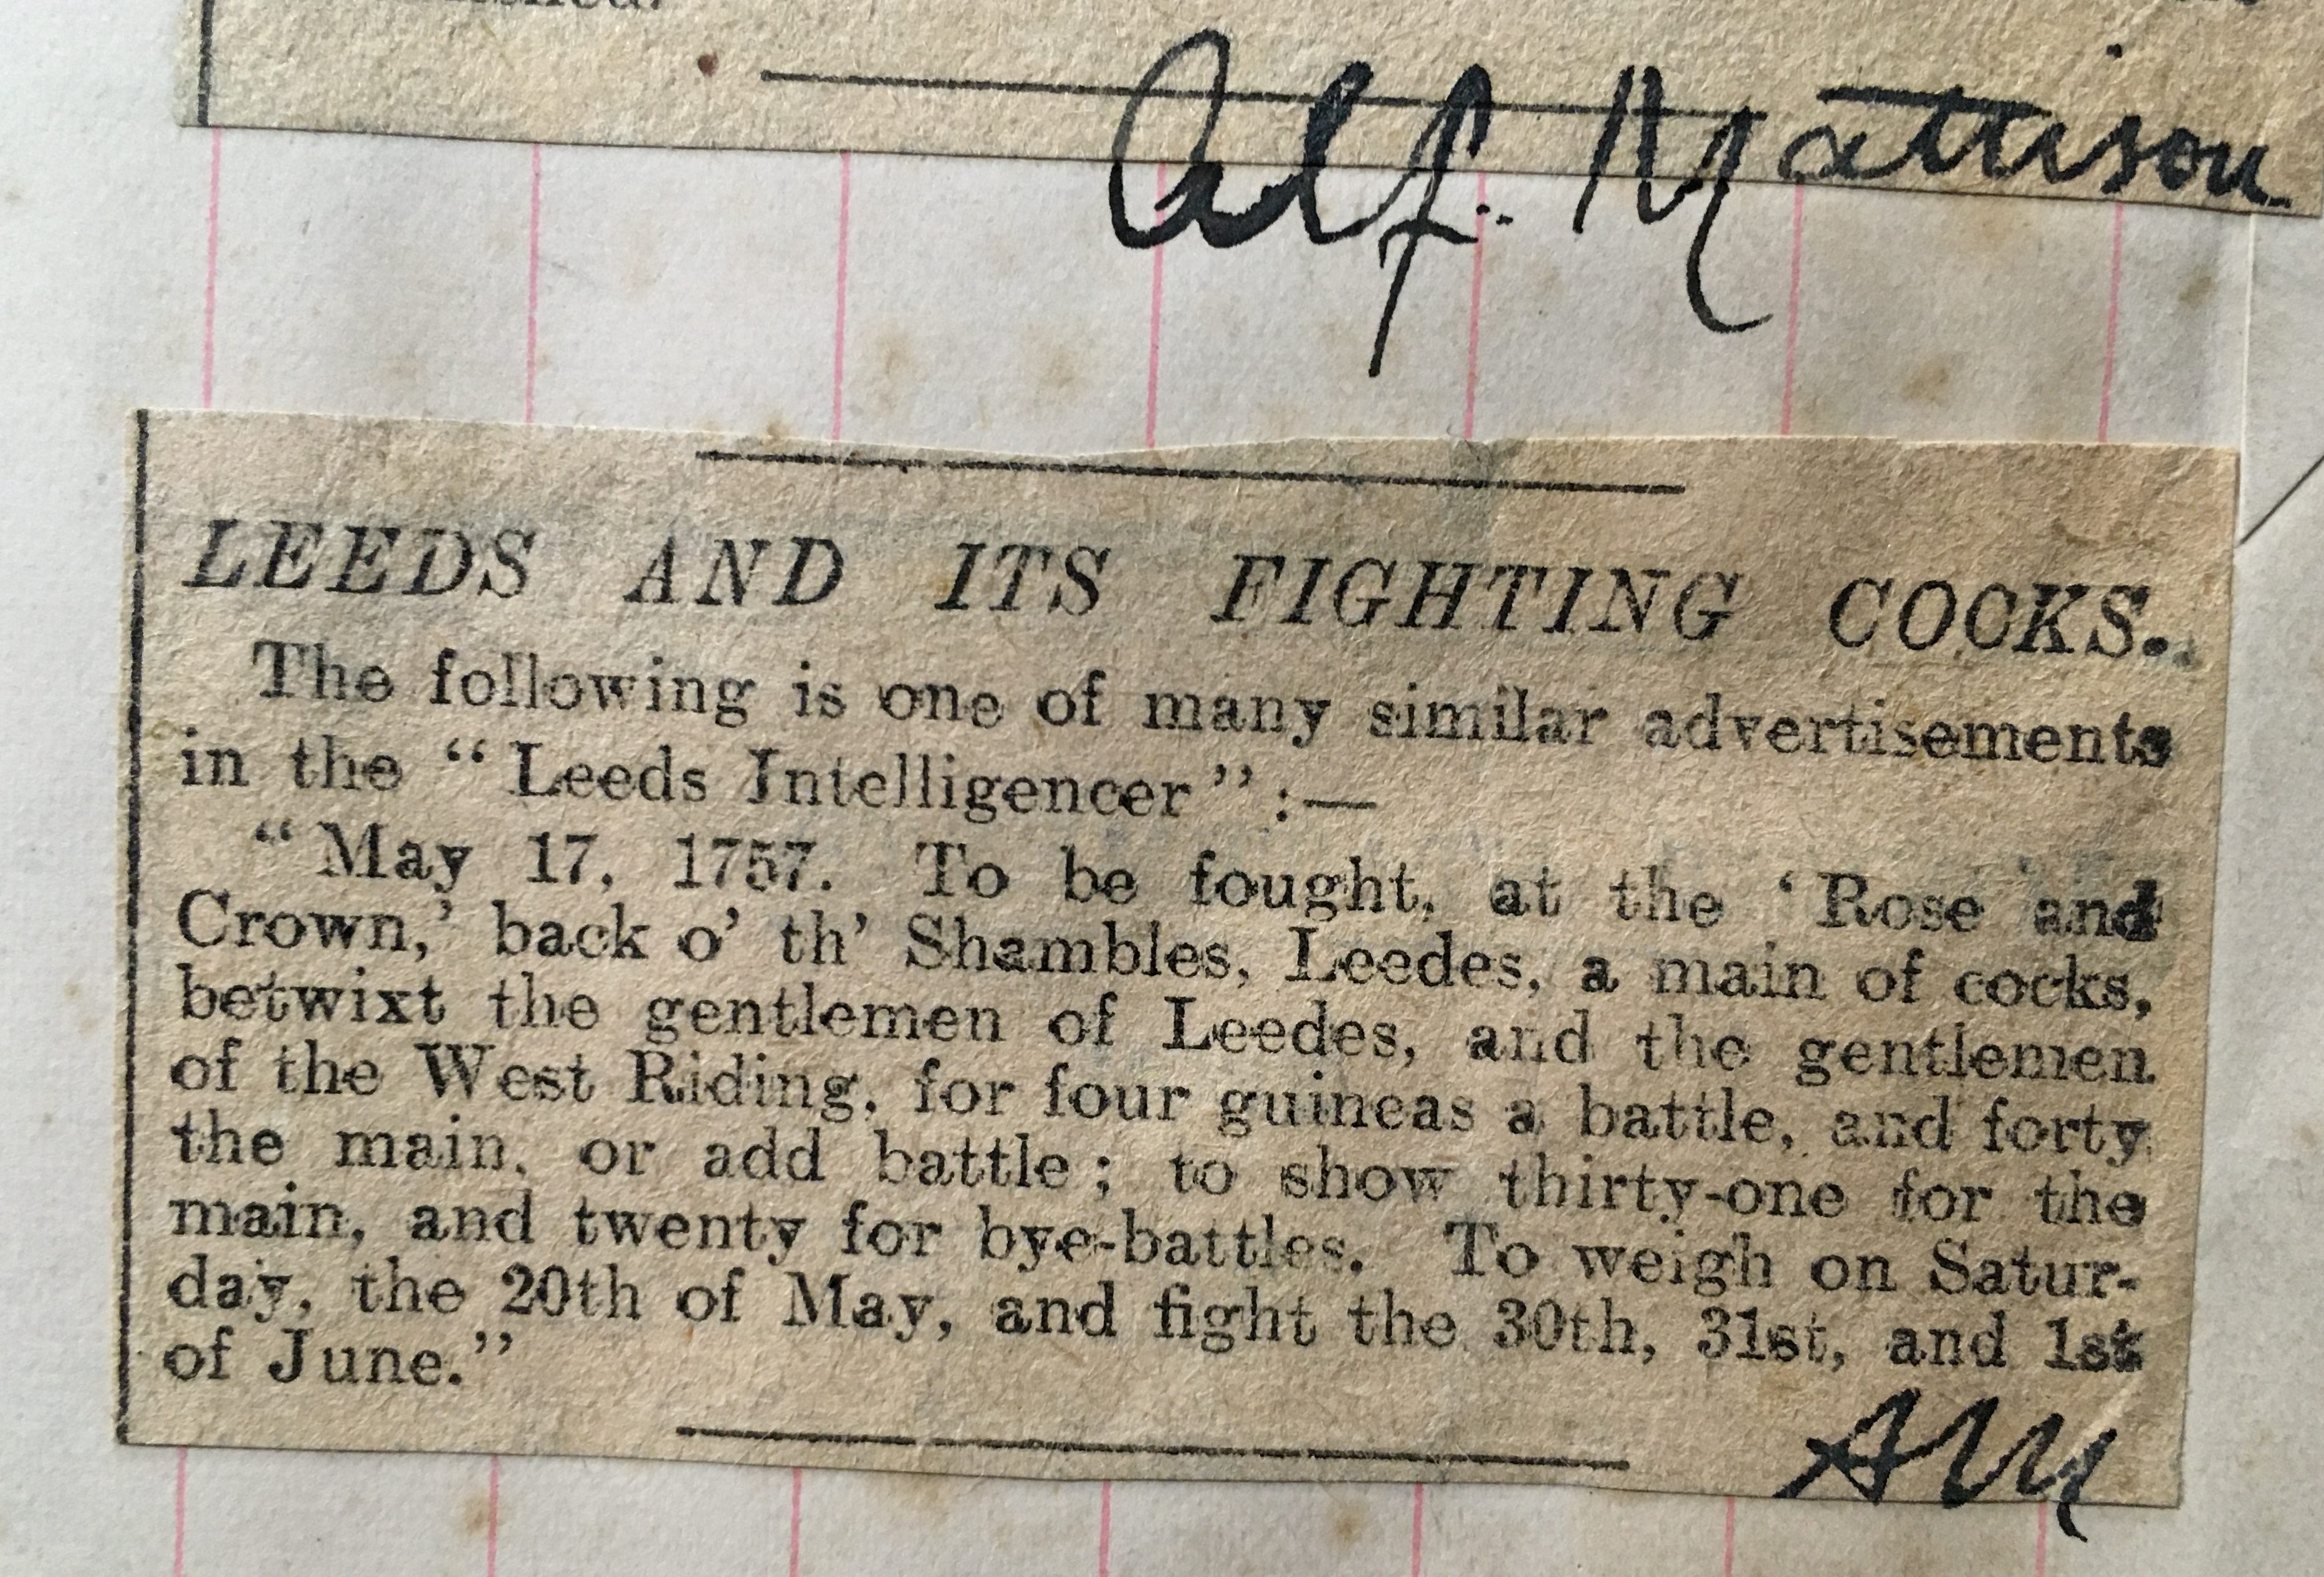 Alf. Mattison
LEEDS AND ITS FIGHTING COCKS.
The following is one of many similar advertisements
in the “Leeds Intelligencer”:—
“May 17, 1757. To be fought, at the ‘Rose and
Crown,’ back o’ th’ Shambles, Leedes, a main of cocks,
betwixt the gentlemen of Leedes, and the gentlemen
of the West Riding, for four guineas a battle, and forty
the main, or add battle; to show thirty-one for the
main, and twenty for bye-battles. To weigh on Satur-
day, the 20th of May, and fight the 30th, 31st, and 1st
of June.”
AM